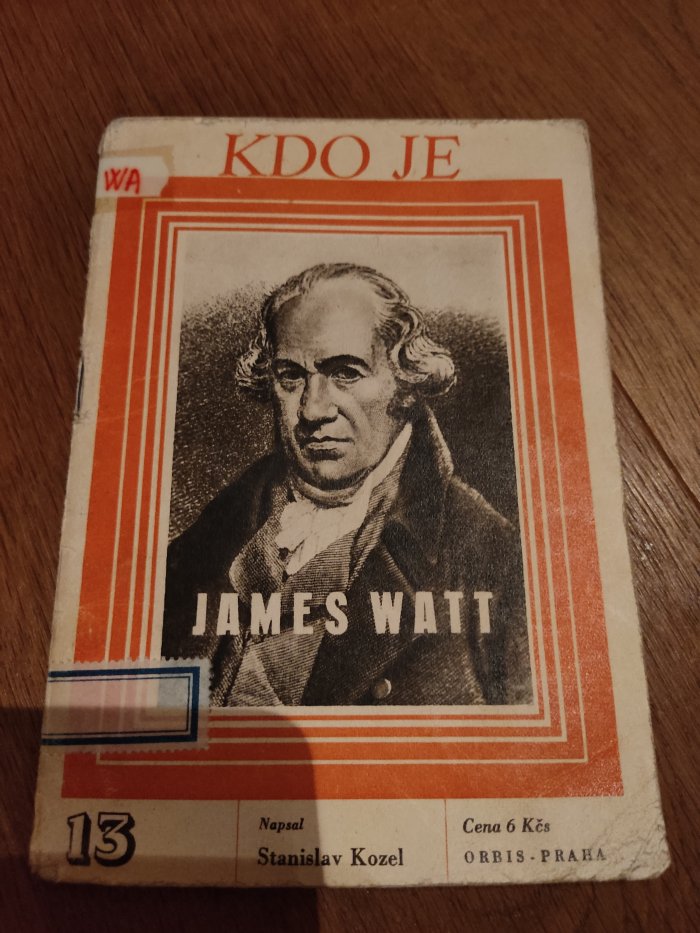 KDO JE
WA
JAMES WATT
13
Napsal
Stanislav Kozel
Cena 6 Kčs
ORBIS - PRAHA